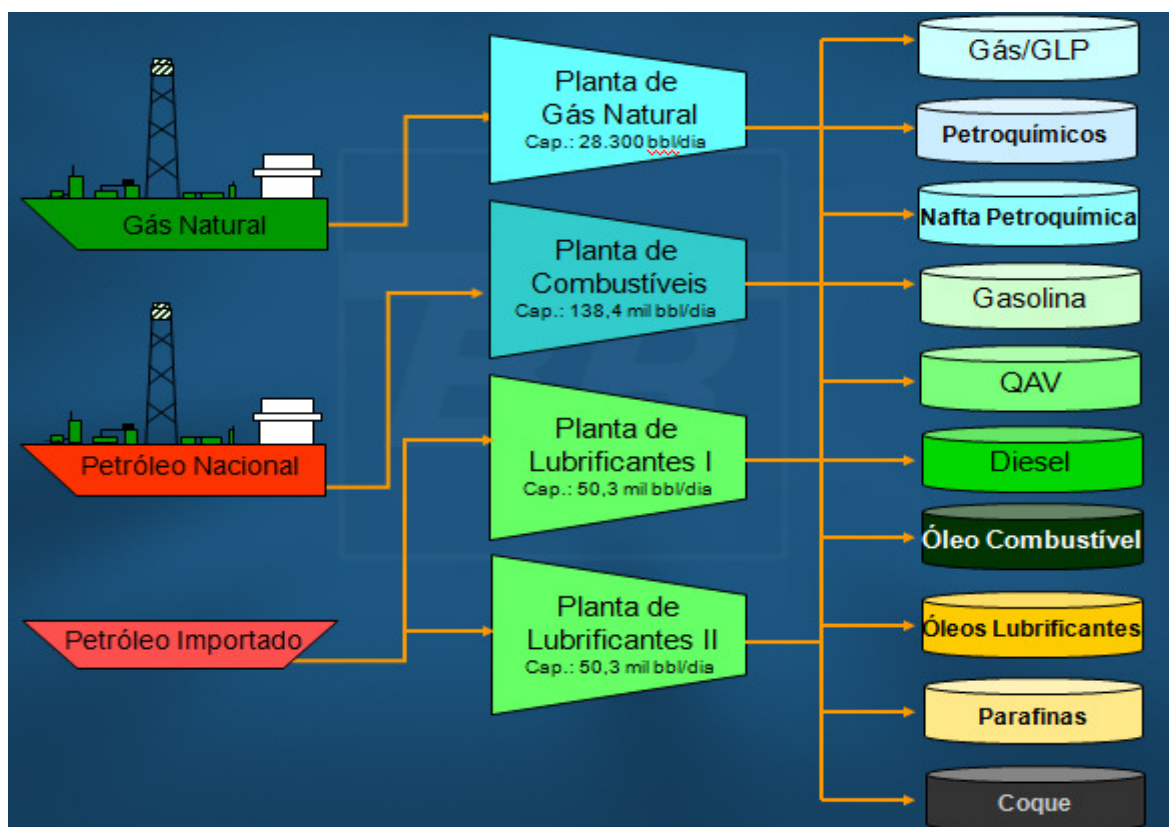 Gás Natural
Petróleo Nacional
Petróleo Importado
Planta de
Gás Natural
Cap.: 28.300 bbl/dia
Planta de
Combustíveis
Cap.: 138,4 mil bbl/dia
Planta de
Lubrificantes I
Cap.: 50,3 mil bbl/dia
Planta de
Lubrificantes II
Cap.: 50,3 mil bbl/dia
Gás/GLP
Petroquímicos
Nafta Petroquímica
Gasolina
QAV
Diesel
Óleo Combustível
Óleos Lubrificantes
Parafinas
Coque
BR